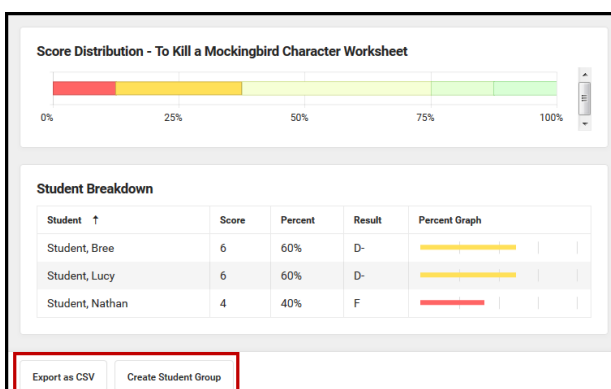 Score Distribution - To Kill a Mockingbird Character Worksheet
0% 25% 50% 75% 100%
Student Breakdown
Student ↑ Score Percent Result Percent Graph
Student, Bree 6 60% D-
Student, Lucy 6 60% D-
Student, Nathan 4 40% F
Export as CSV Create Student Group